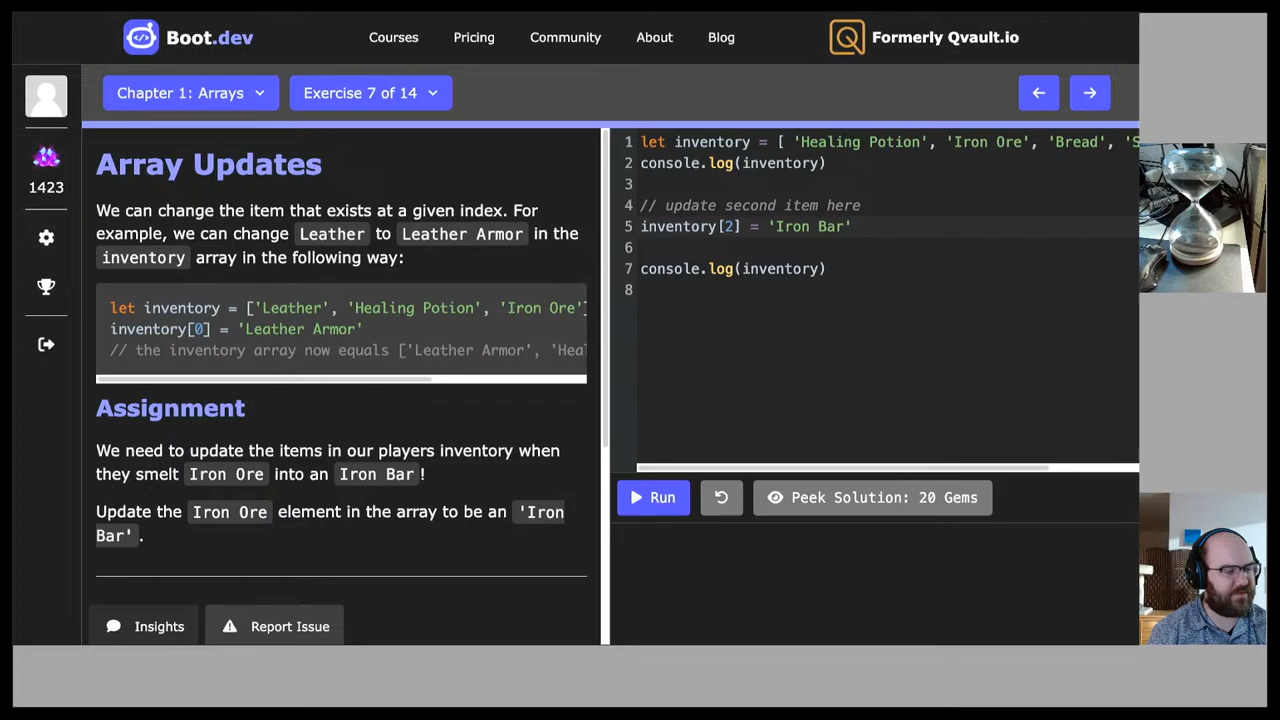 Boot.dev
Courses
Pricing
Community
About
Blog
Formerly Qvault.io
Chapter 1: Arrays
Exercise 7 of 14
1423
Array Updates
We can change the item that exists at a given index. For
example, we can change Leather to Leather Armor in the
inventory array in the following way:
let inventory = ['Leather', 'Healing Potion', 'Iron Ore']
inventory[0] = 'Leather Armor'
// the inventory array now equals ['Leather Armor', 'Heal
Assignment
We need to update the items in our players inventory when
they smelt Iron Ore into an Iron Bar!
Update the Iron Ore element in the array to be an 'Iron
Bar'.
Insights
Report Issue
1 let inventory = [ 'Healing Potion', 'Iron Ore', 'Bread', 'S
2 console.log(inventory)
3
4 // update second item here
5 inventory[2] = 'Iron Bar'
6
7 console.log(inventory)
8
Run
Peek Solution: 20 Gems